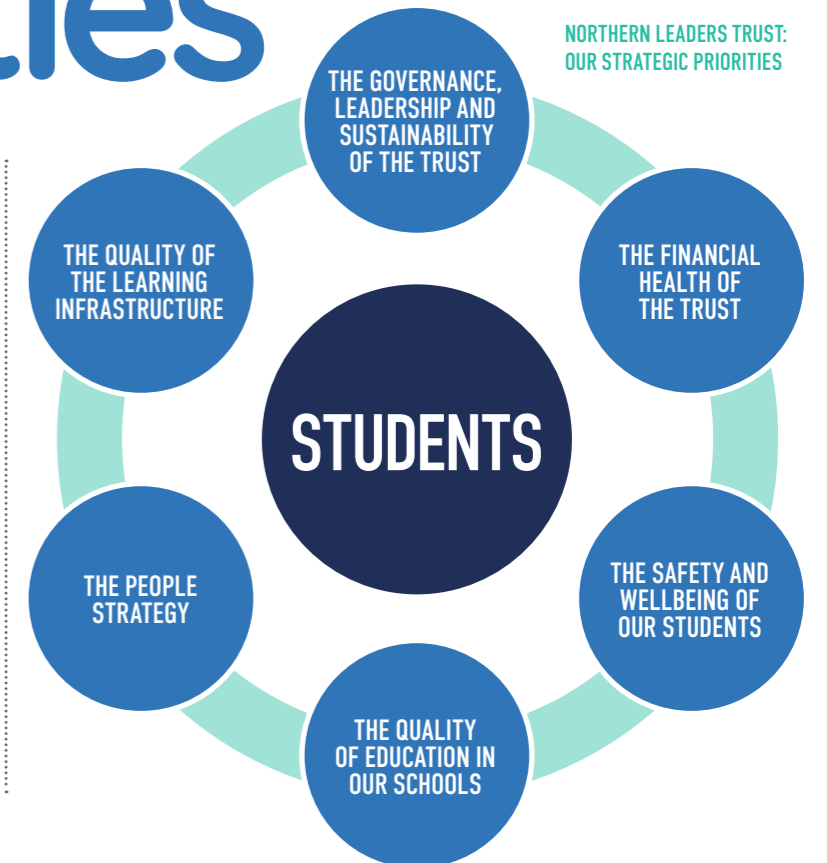 NORTHERN LEADERS TRUST:
OUR STRATEGIC PRIORITIES
THE GOVERNANCE,
LEADERSHIP AND
SUSTAINABILITY
OF THE TRUST
THE FINANCIAL
HEALTH OF
THE TRUST
THE SAFETY AND
WELLBEING OF
OUR STUDENTS
THE QUALITY
OF EDUCATION IN
OUR SCHOOLS
THE PEOPLE
STRATEGY
THE QUALITY OF
THE LEARNING
INFRASTRUCTURE
STUDENTS